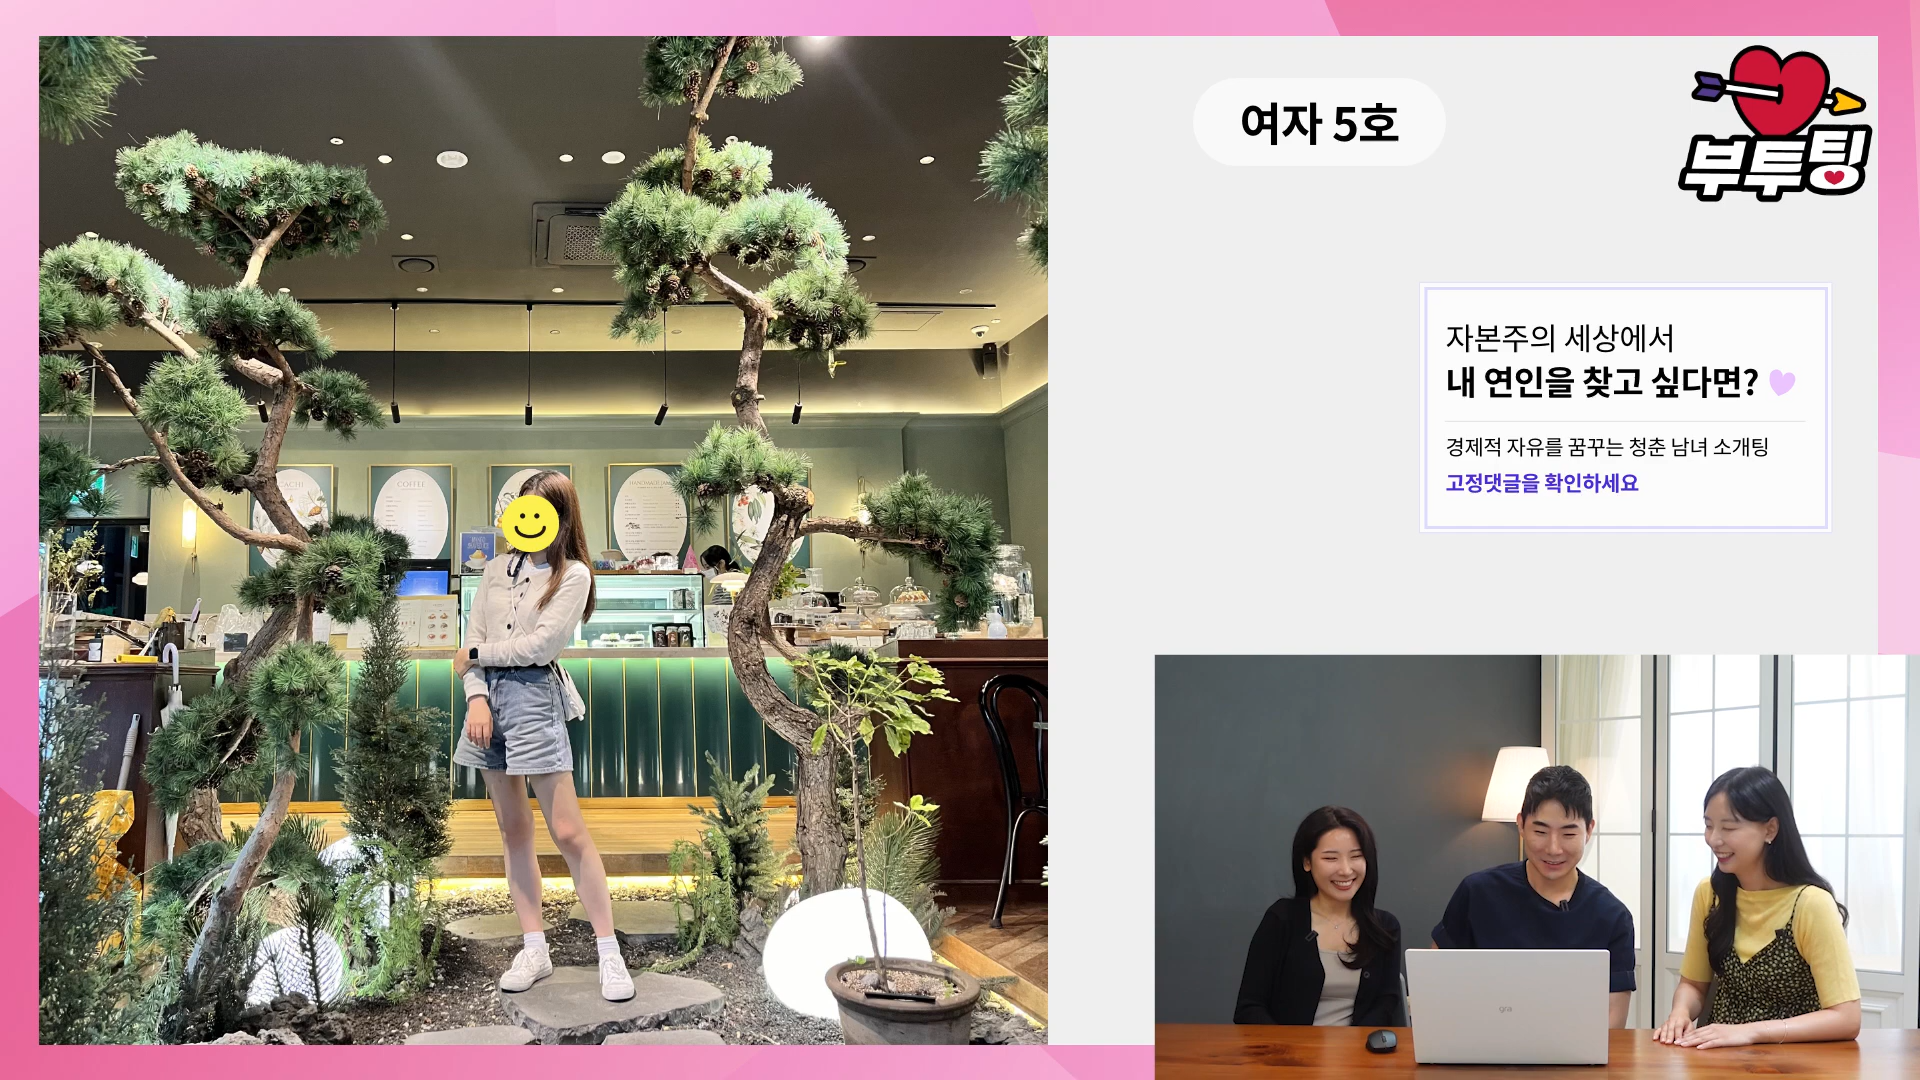 여자 5호
부투팅
자본주의 세상에서
내 연인을 찾고 싶다면?
경제적 자유를 꿈꾸는 청춘 남녀 소개팅
고정댓글을 확인하세요
COFFEE
gra